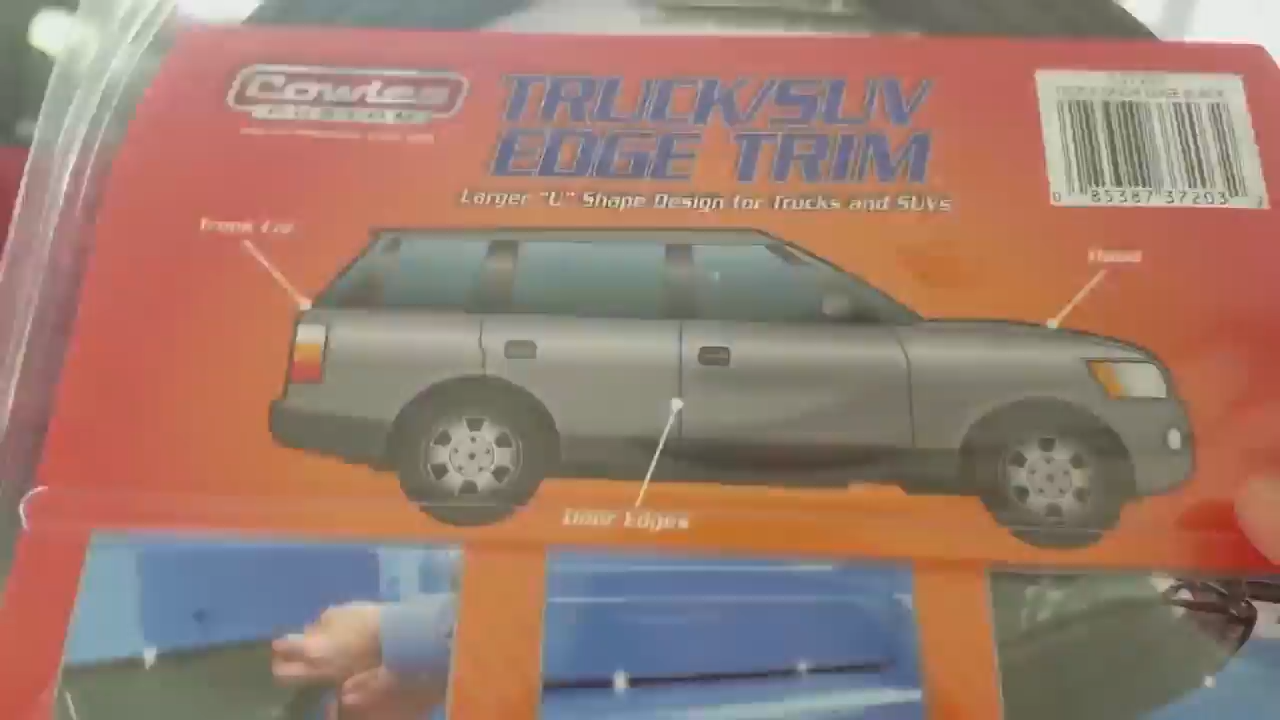 Cowles
TRUCK/SUV
EDGE TRIM
Larger "U" Shape Design for Trucks and SUVs
Trunk Lid
Hood
Door Edges
0 85387 37203